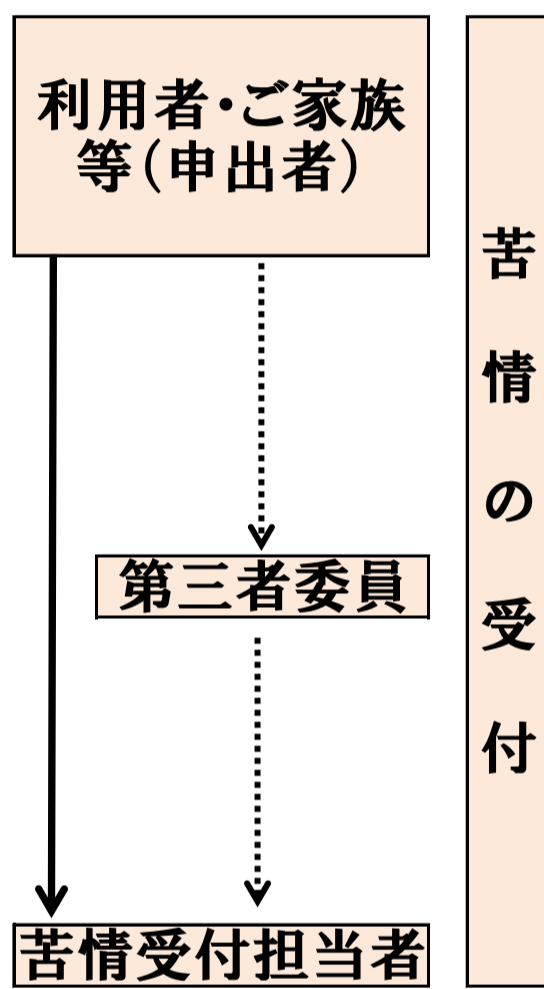 利用者・ご家族
等（申出者）
第三者委員
苦情受付担当者
苦情の受付